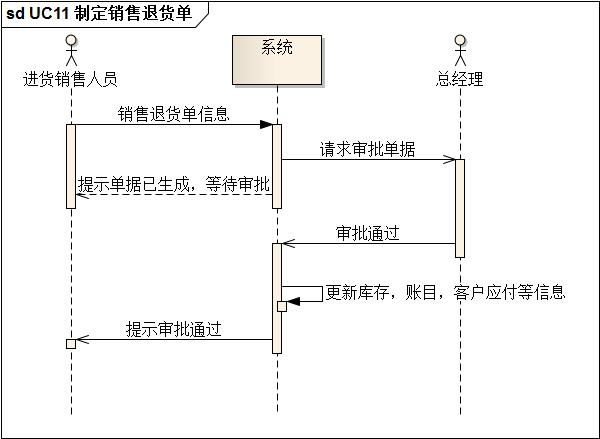 sd UC11 制定销售退货单
进货销售人员
系统
总经理
销售退货单信息
请求审批单据
提示单据已生成，等待审批
审批通过
更新库存，账目，客户应付等信息
提示审批通过